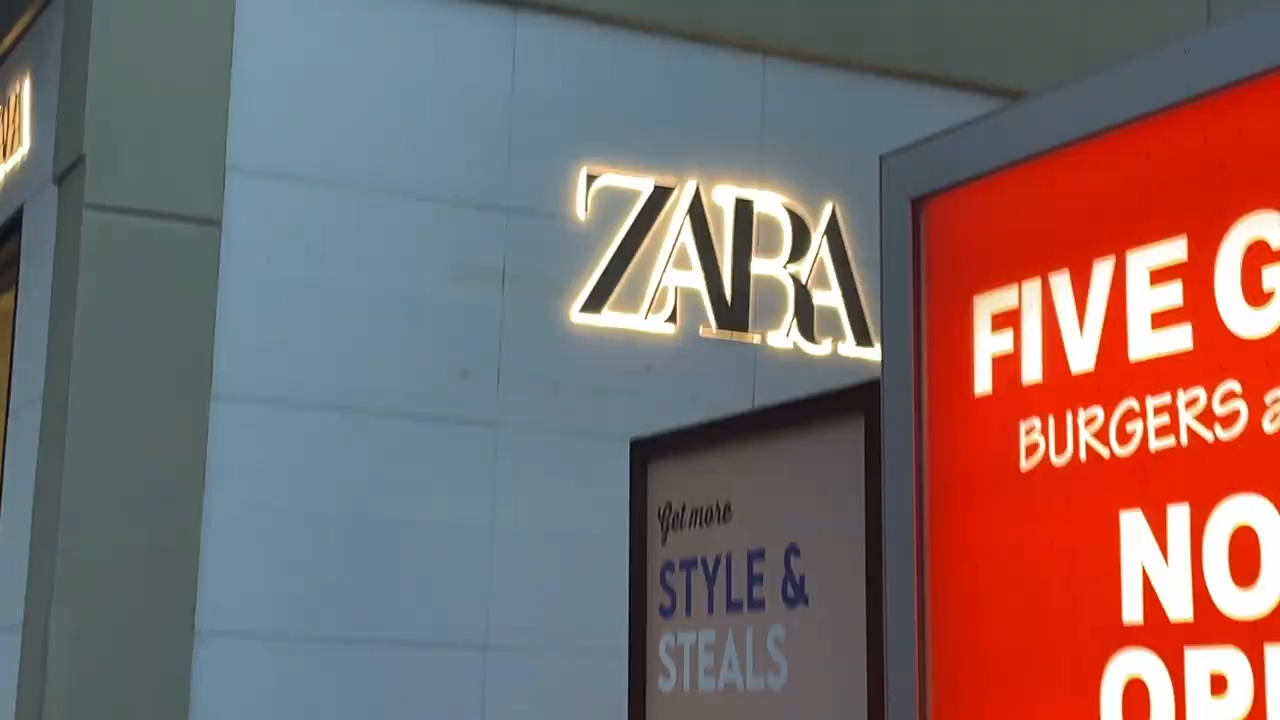 ZARA
Get more
STYLE &
STEALS
FIVE G
BURGERS a
NO
OP